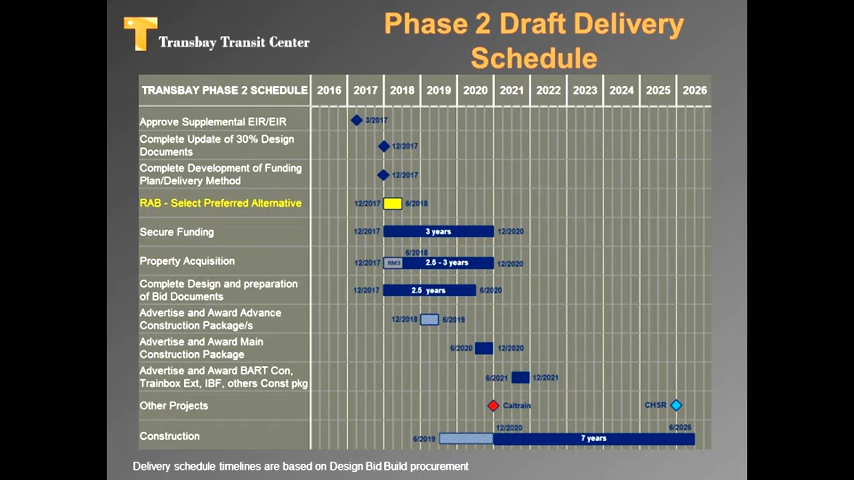 Transbay Transit Center
Phase 2 Draft Delivery
Schedule
TRANSBAY PHASE 2 SCHEDULE 2016 2017 2018 2019 2020 2021 2022 2023 2024 2025 2026
Approve Supplemental EIR/EIR 3/2017
Complete Update of 30% Design
Documents 12/2017
Complete Development of Funding
Plan/Delivery Method 12/2017
RAB - Select Preferred Alternative 12/2017 6/2018
Secure Funding 12/2017 3 years 12/2020
6/2018
Property Acquisition 12/2017 RM3 2.5 - 3 years 12/2020
Complete Design and preparation
of Bid Documents 12/2017 2.5 years 6/2020
Advertise and Award Advance
Construction Package/s 12/2018 6/2019
Advertise and Award Main
Construction Package 6/2020 12/2020
Advertise and Award BART Con,
Trainbox Ext, IBF, others Const pkg 6/2021 12/2021
Other Projects Caltrain CHSR
12/2020 6/2026
Construction 6/2019 7 years
Delivery schedule timelines are based on Design Bid Build procurement